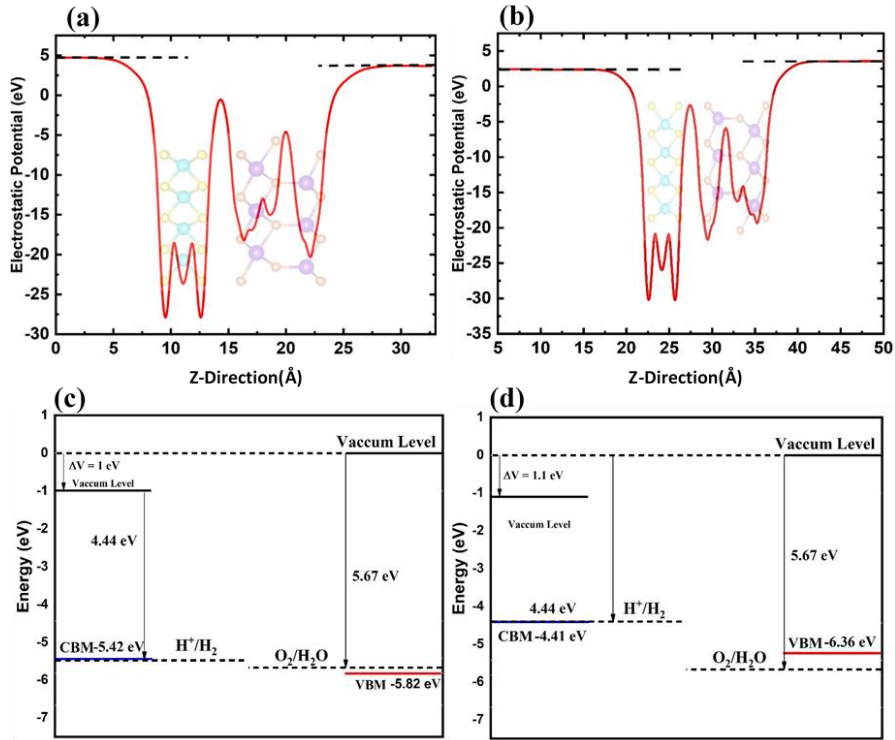 (a)
5
0
-5
-10
-15
-20
-25
-30
Electrostatic Potential (eV)
0 5 10 15 20 25 30
Z-Direction(Å)
(b)
5
0
-5
-10
-15
-20
-25
-30
-35
Electrostatic Potential (eV)
5 10 15 20 25 30 35 40 45 50
Z-Direction(Å)
(c)
1
0
-1
-2
-3
-4
-5
-6
-7
Energy (eV)
Vaccum Level
ΔV = 1 eV
Vaccum Level
4.44 eV
5.67 eV
CBM-5.42 eV
H⁺/H₂
O₂/H₂O
VBM -5.82 eV
(d)
1
0
-1
-2
-3
-4
-5
-6
-7
Energy (eV)
Vaccum Level
ΔV = 1.1 eV
Vaccum Level
5.67 eV
4.44 eV
H⁺/H₂
CBM-4.41 eV
VBM-6.36 eV
O₂/H₂O